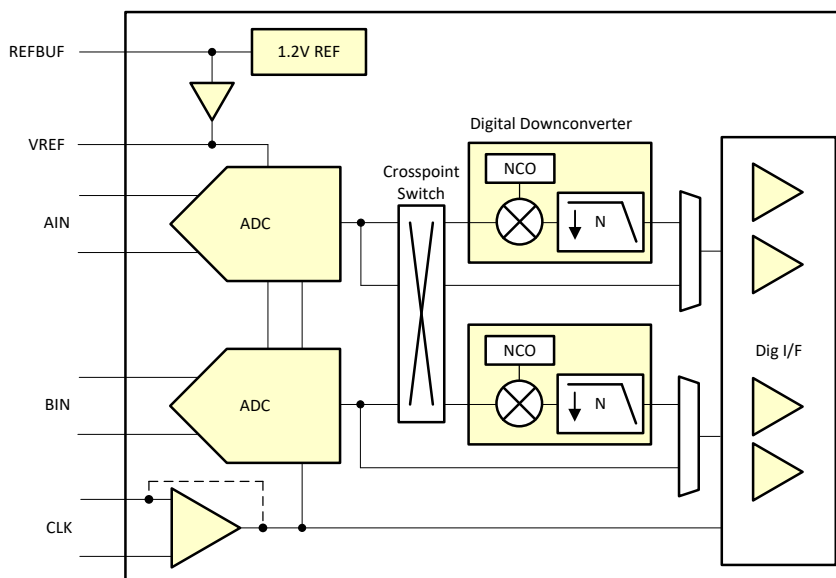 REFBUF
1.2V REF
VREF
Digital Downconverter
Crosspoint
Switch
NCO
AIN
ADC
N
NCO
Dig I/F
BIN
ADC
N
CLK